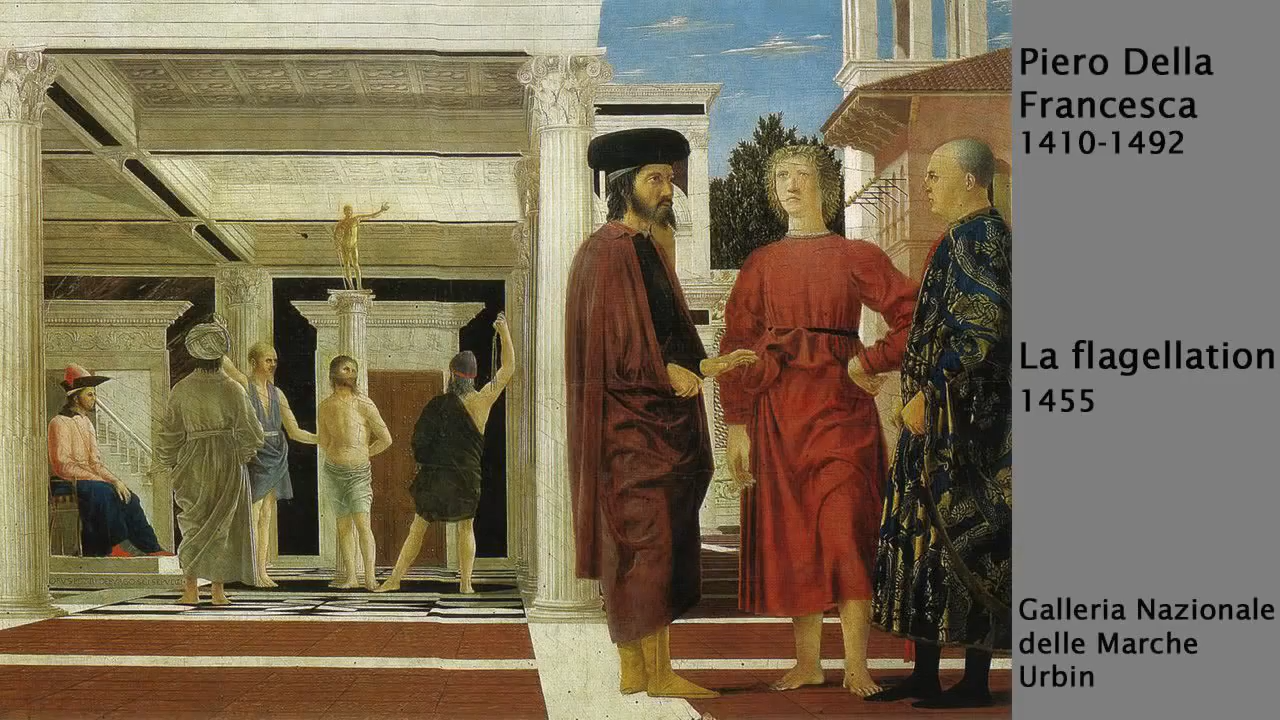 Piero Della
Francesca
1410-1492
La flagellation
1455
Galleria Nazionale
delle Marche
Urbin